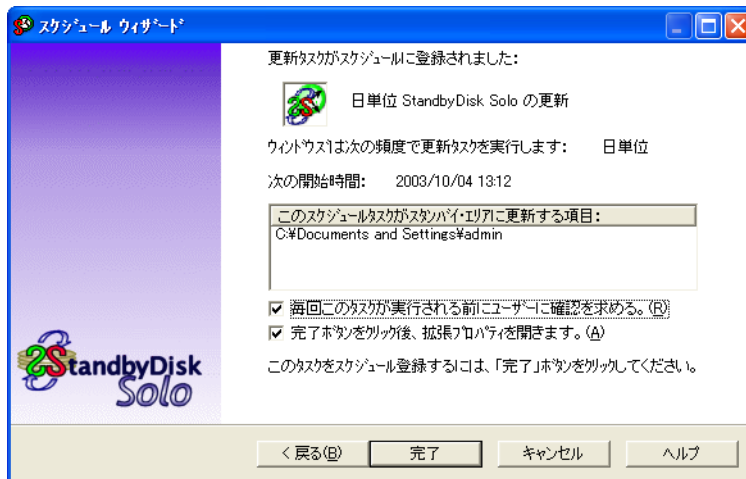 スケジュール ウィザード
更新タスクがスケジュールに登録されました：
日単位 StandbyDisk Solo の更新
ウィンドウズは次の頻度で更新タスクを実行します： 日単位
次の開始時間： 2003/10/04 13:12
このスケジュールタスクがスタンバイ・エリアに更新する項目：
C:¥Documents and Settings¥admin
毎回このタスクが実行される前にユーザーに確認を求める。(R)
完了ボタンをクリック後、拡張プロパティを開きます。(A)
このタスクをスケジュール登録するには、「完了」ボタンをクリックしてください。
StandbyDisk
Solo
< 戻る(B) 完了 キャンセル ヘルプ